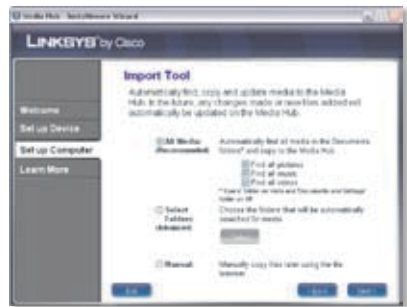 Media Hub - Installation Wizard
LINKSYS by Cisco
Import Tool
Automatically find, copy and update media to the Media
Hub. In the future, any changes made or new files added will
automatically be updated on the Media Hub.
Welcome
Set up Device
Set up Computer
Learn More
All Media
(Recommended)
Automatically find all media in the Documents
folders* and copy to the Media Hub.
Find all pictures
Find all music
Find all videos
Select
Folders
(Advanced)
Choose the folders that will be automatically
searched for media.
Manual
Manually copy files later using the file
browser.
Exit
Back
Next